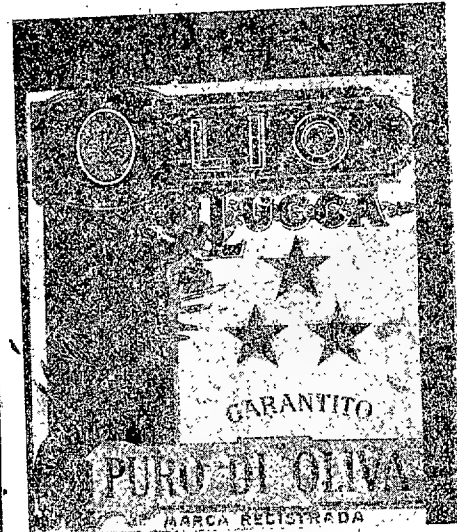 OLIO
LUCCA
GARANTITO
PURO DI OLIVA
MARCA REGISTRADA